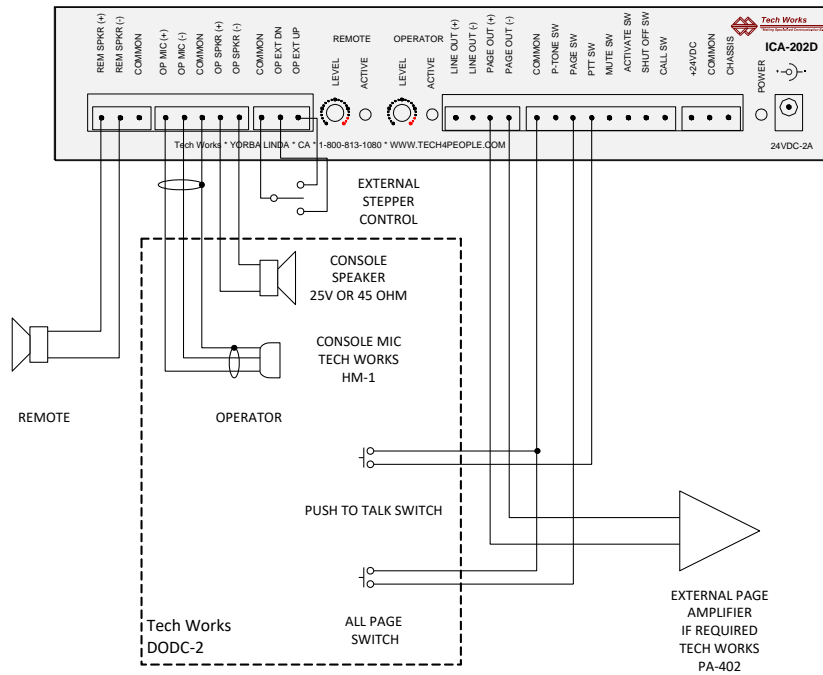 REM SPKR (+)
REM SPKR (-)
COMMON
OP MIC (+)
OP MIC (-)
COMMON
OP SPKR (+)
OP SPKR (-)
COMMON
OP EXT DN
OP EXT UP
REMOTE
LEVEL
ACTIVE
OPERATOR
LEVEL
ACTIVE
LINE OUT (+)
LINE OUT (-)
PAGE OUT (+)
PAGE OUT (-)
COMMON
P-TONE SW
PAGE SW
PTT SW
MUTE SW
ACTIVATE SW
SHUT OFF SW
CALL SW
+24VDC
COMMON
CHASSIS
POWER
Tech Works
ICA-202D
24VDC-2A
Tech Works * YORBA LINDA * CA * 1-800-813-1080 * WWW.TECH4PEOPLE.COM
EXTERNAL
STEPPER
CONTROL
CONSOLE
SPEAKER
25V OR 45 OHM
CONSOLE MIC
TECH WORKS
HM-1
REMOTE
OPERATOR
PUSH TO TALK SWITCH
ALL PAGE
SWITCH
Tech Works
DODC-2
EXTERNAL PAGE
AMPLIFIER
IF REQUIRED
TECH WORKS
PA-402